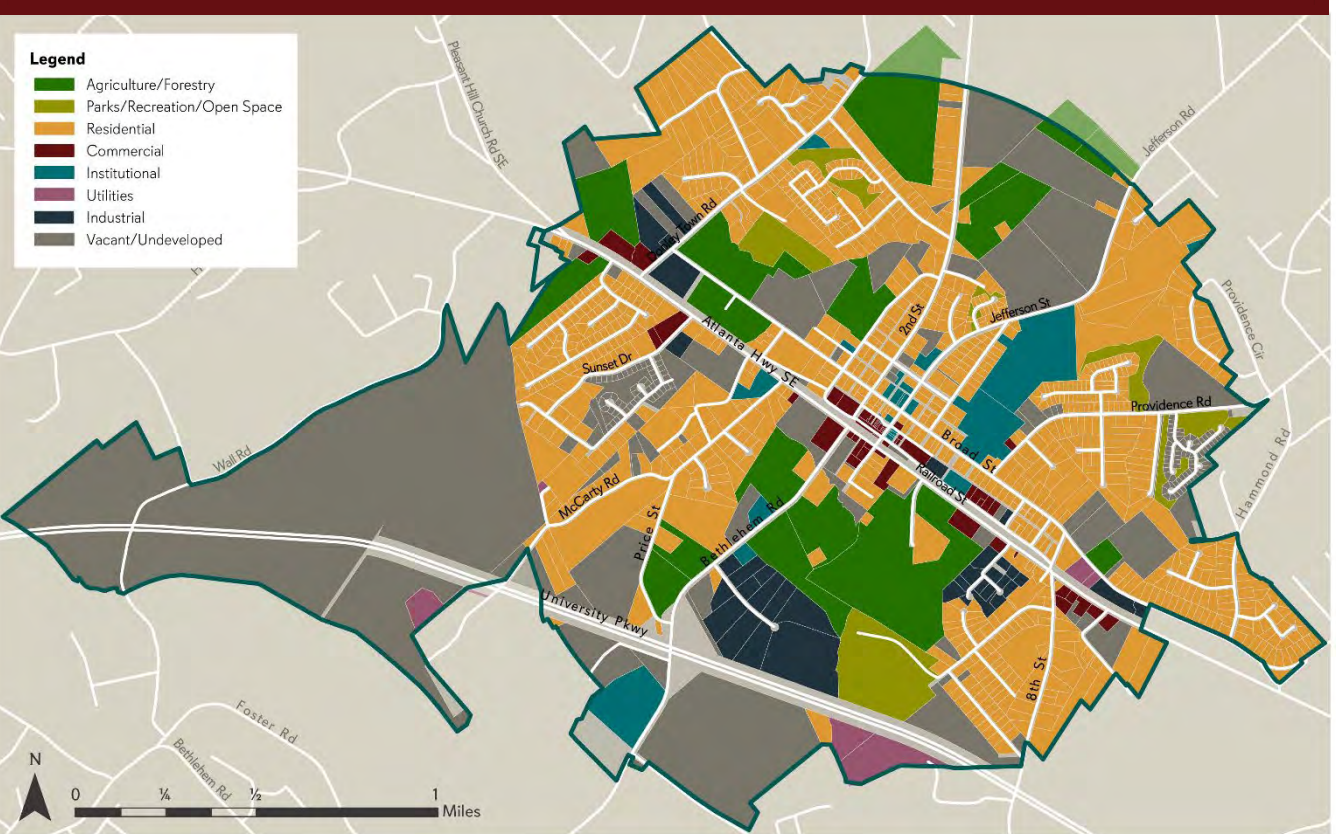 Legend
Agriculture/Forestry
Parks/Recreation/Open Space
Residential
Commercial
Institutional
Utilities
Industrial
Vacant/Undeveloped
Pleasant Hill Church Rd SE
Jefferson Rd
Town Rd
Providence Cir
2nd St
Jefferson St
Atlanta Hwy SE
Sunset Dr
Providence Rd
Broad St
Wall Rd
Railroad St
Hammond Rd
McCarty Rd
Price St
Bethlehem Rd
University Pkwy
8th St
Foster Rd
Bethlehem Rd
N
0 ¼ ½ 1
Miles